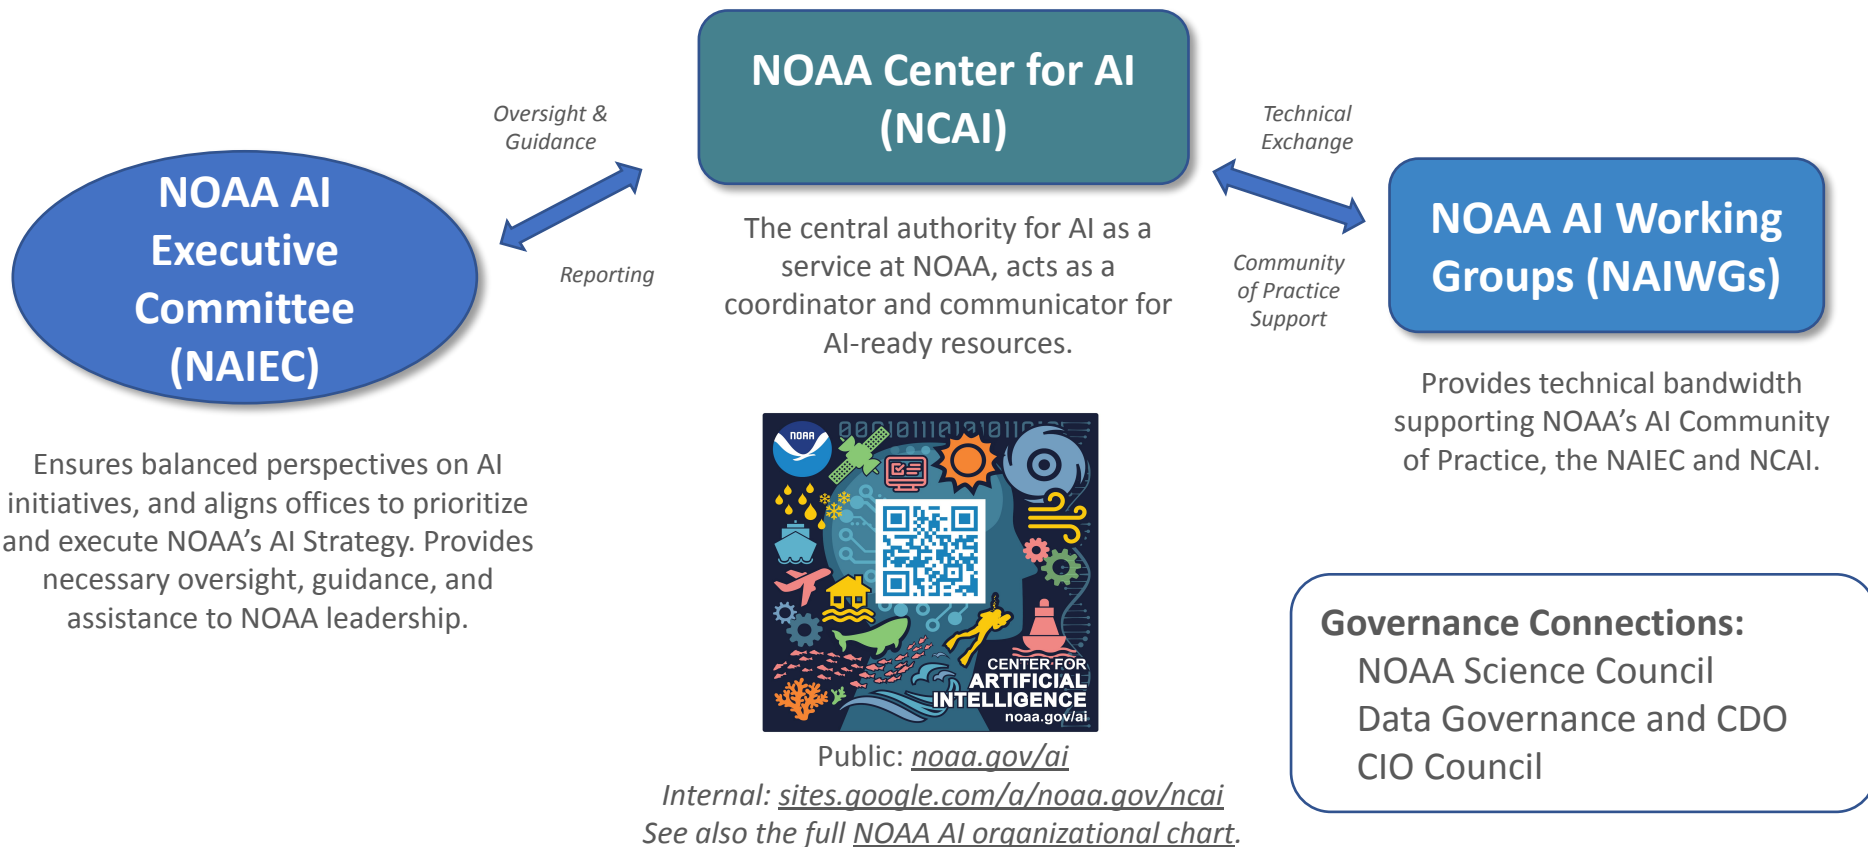 NOAA Center for AI
(NCAI)
Oversight &
Guidance
Technical
Exchange
NOAA AI
Executive
Committee
(NAIEC)
Reporting
The central authority for AI as a
service at NOAA, acts as a
coordinator and communicator for
AI-ready resources.
Community
of Practice
Support
NOAA AI Working
Groups (NAIWGs)
Provides technical bandwidth
supporting NOAA’s AI Community
of Practice, the NAIEC and NCAI.
Ensures balanced perspectives on AI
initiatives, and aligns offices to prioritize
and execute NOAA’s AI Strategy. Provides
necessary oversight, guidance, and
assistance to NOAA leadership.
NOAA
CENTER FOR
ARTIFICIAL
INTELLIGENCE
noaa.gov/ai
Public: noaa.gov/ai
Internal: sites.google.com/a/noaa.gov/ncai
See also the full NOAA AI organizational chart.
Governance Connections:
NOAA Science Council
Data Governance and CDO
CIO Council